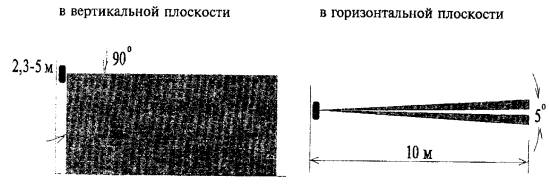 в вертикальной плоскости
в горизонтальной плоскости
2,3-5 м
90°
5°
10 м